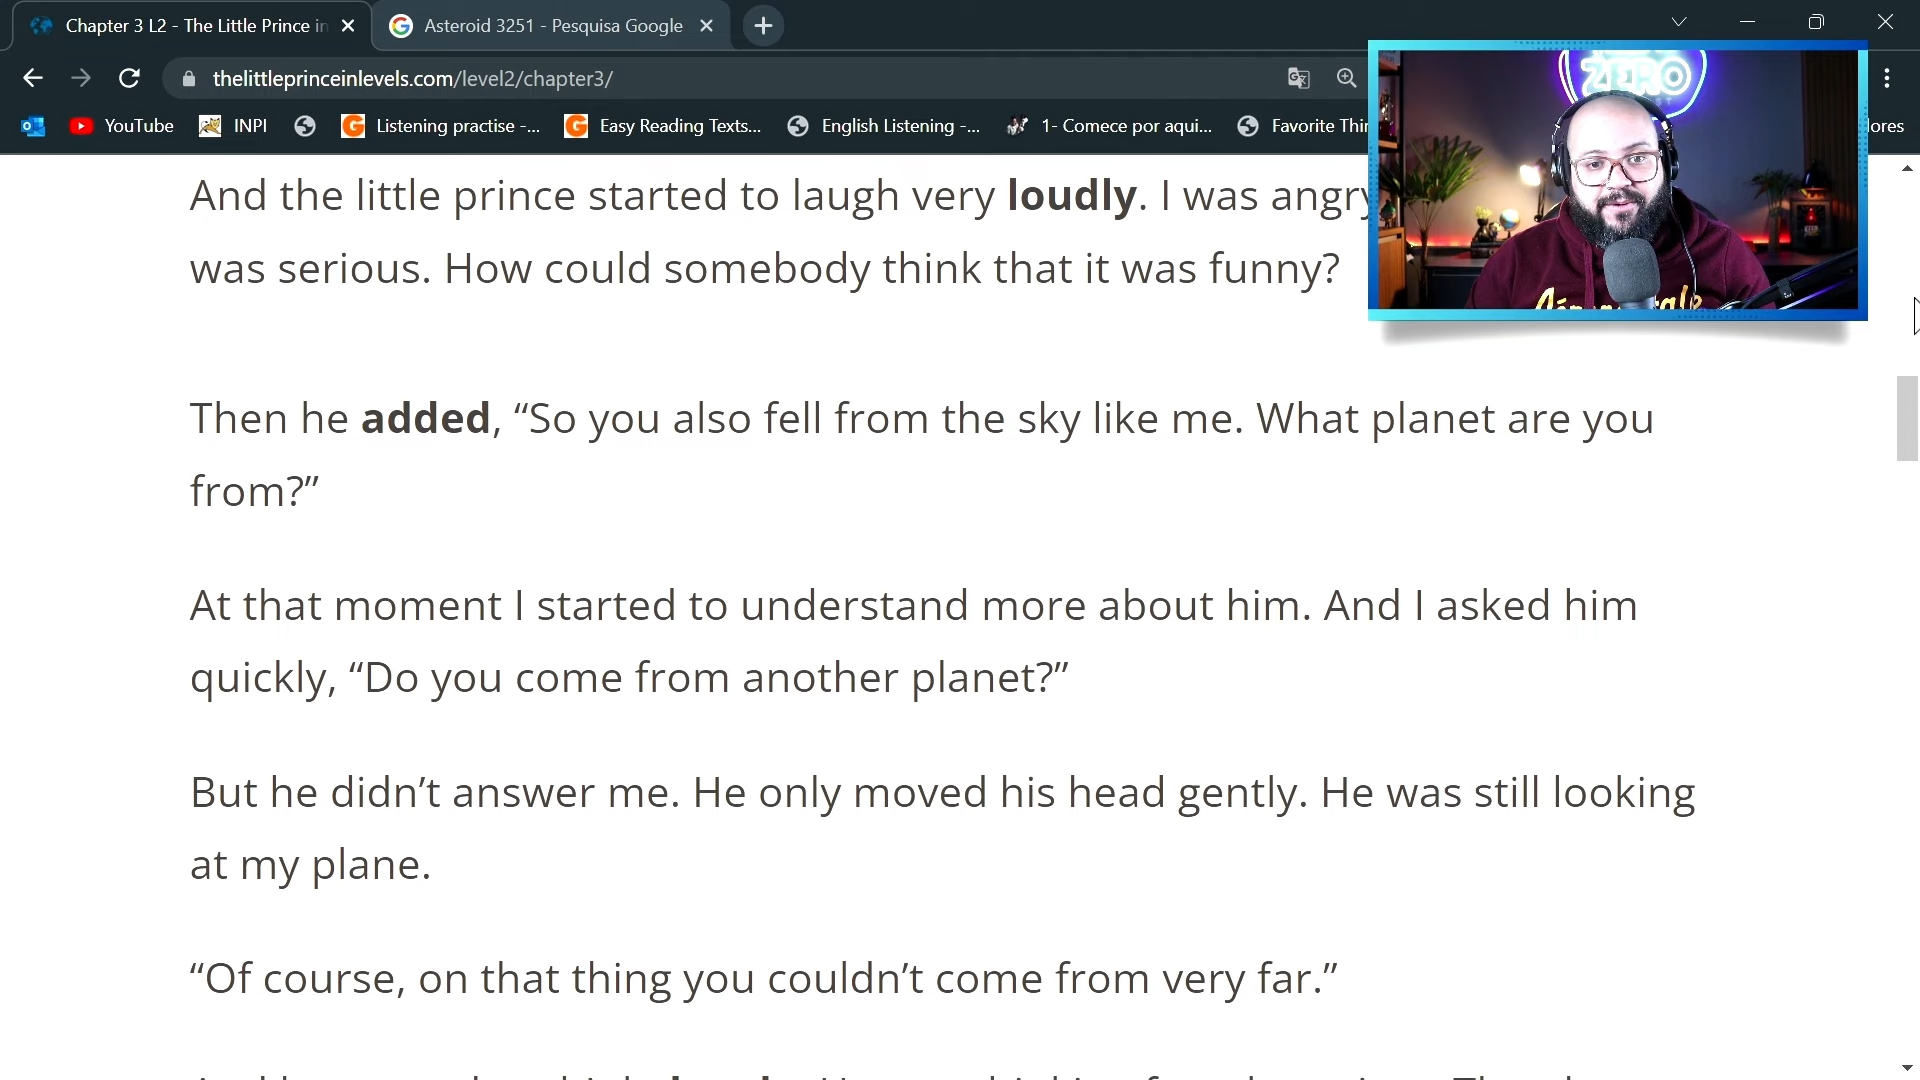 Chapter 3 L2 - The Little Prince in
Asteroid 3251 - Pesquisa Google
thelittleprinceinlevels.com/level2/chapter3/
YouTube
INPI
Listening practise -...
Easy Reading Texts...
English Listening -...
1- Comece por aqui...
Favorite Thi
ores
ZERO
And the little prince started to laugh very loudly. I was angry
was serious. How could somebody think that it was funny?
Then he added, “So you also fell from the sky like me. What planet are you
from?”
At that moment I started to understand more about him. And I asked him
quickly, “Do you come from another planet?”
But he didn’t answer me. He only moved his head gently. He was still looking
at my plane.
“Of course, on that thing you couldn’t come from very far.”